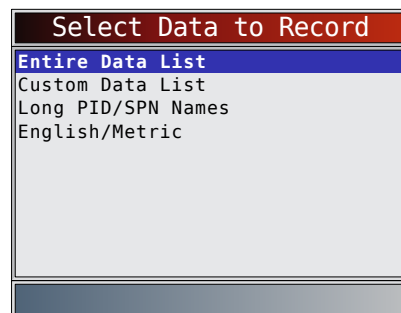 Select Data to Record
Entire Data List
Custom Data List
Long PID/SPN Names
English/Metric